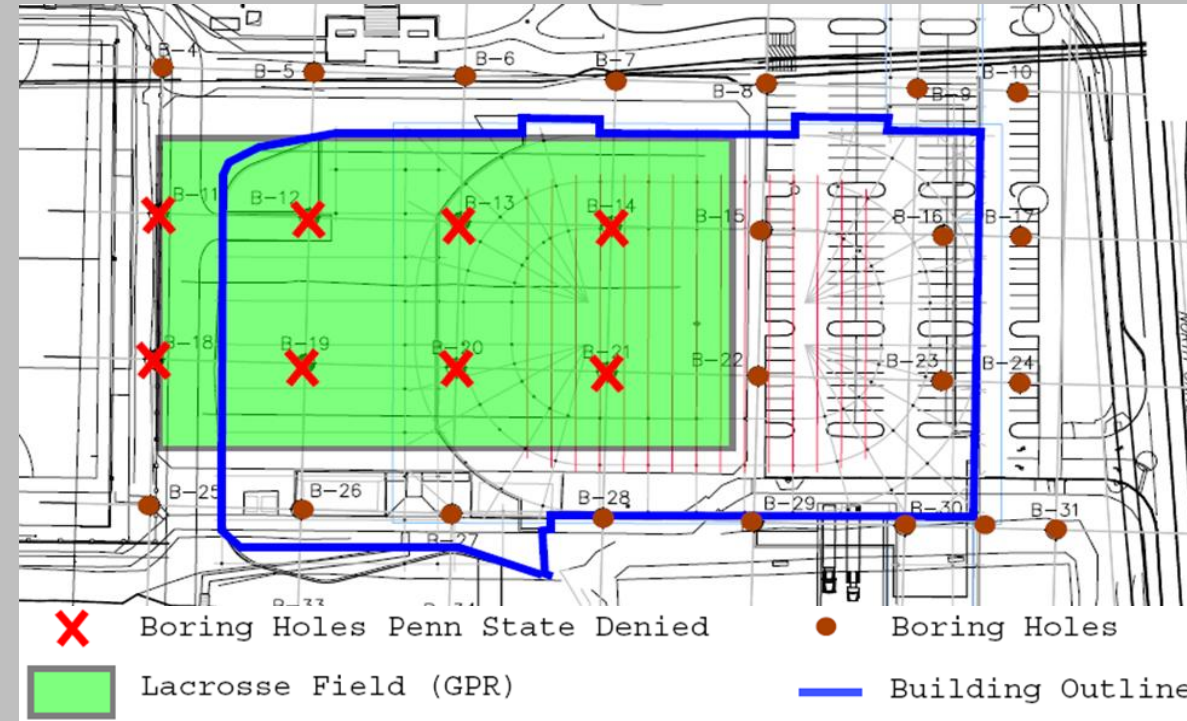 B-4
B-5
B-6
B-7
B-8
B-9
B-10
B-11
B-12
B-13
B-14
B-15
B-16
B-17
B-18
B-19
B-20
B-21
B-22
B-23
B-24
B-25
B-26
B-27
B-28
B-29
B-30
B-31
B-33
Boring Holes Penn State Denied
Boring Holes
Lacrosse Field (GPR)
Building Outline